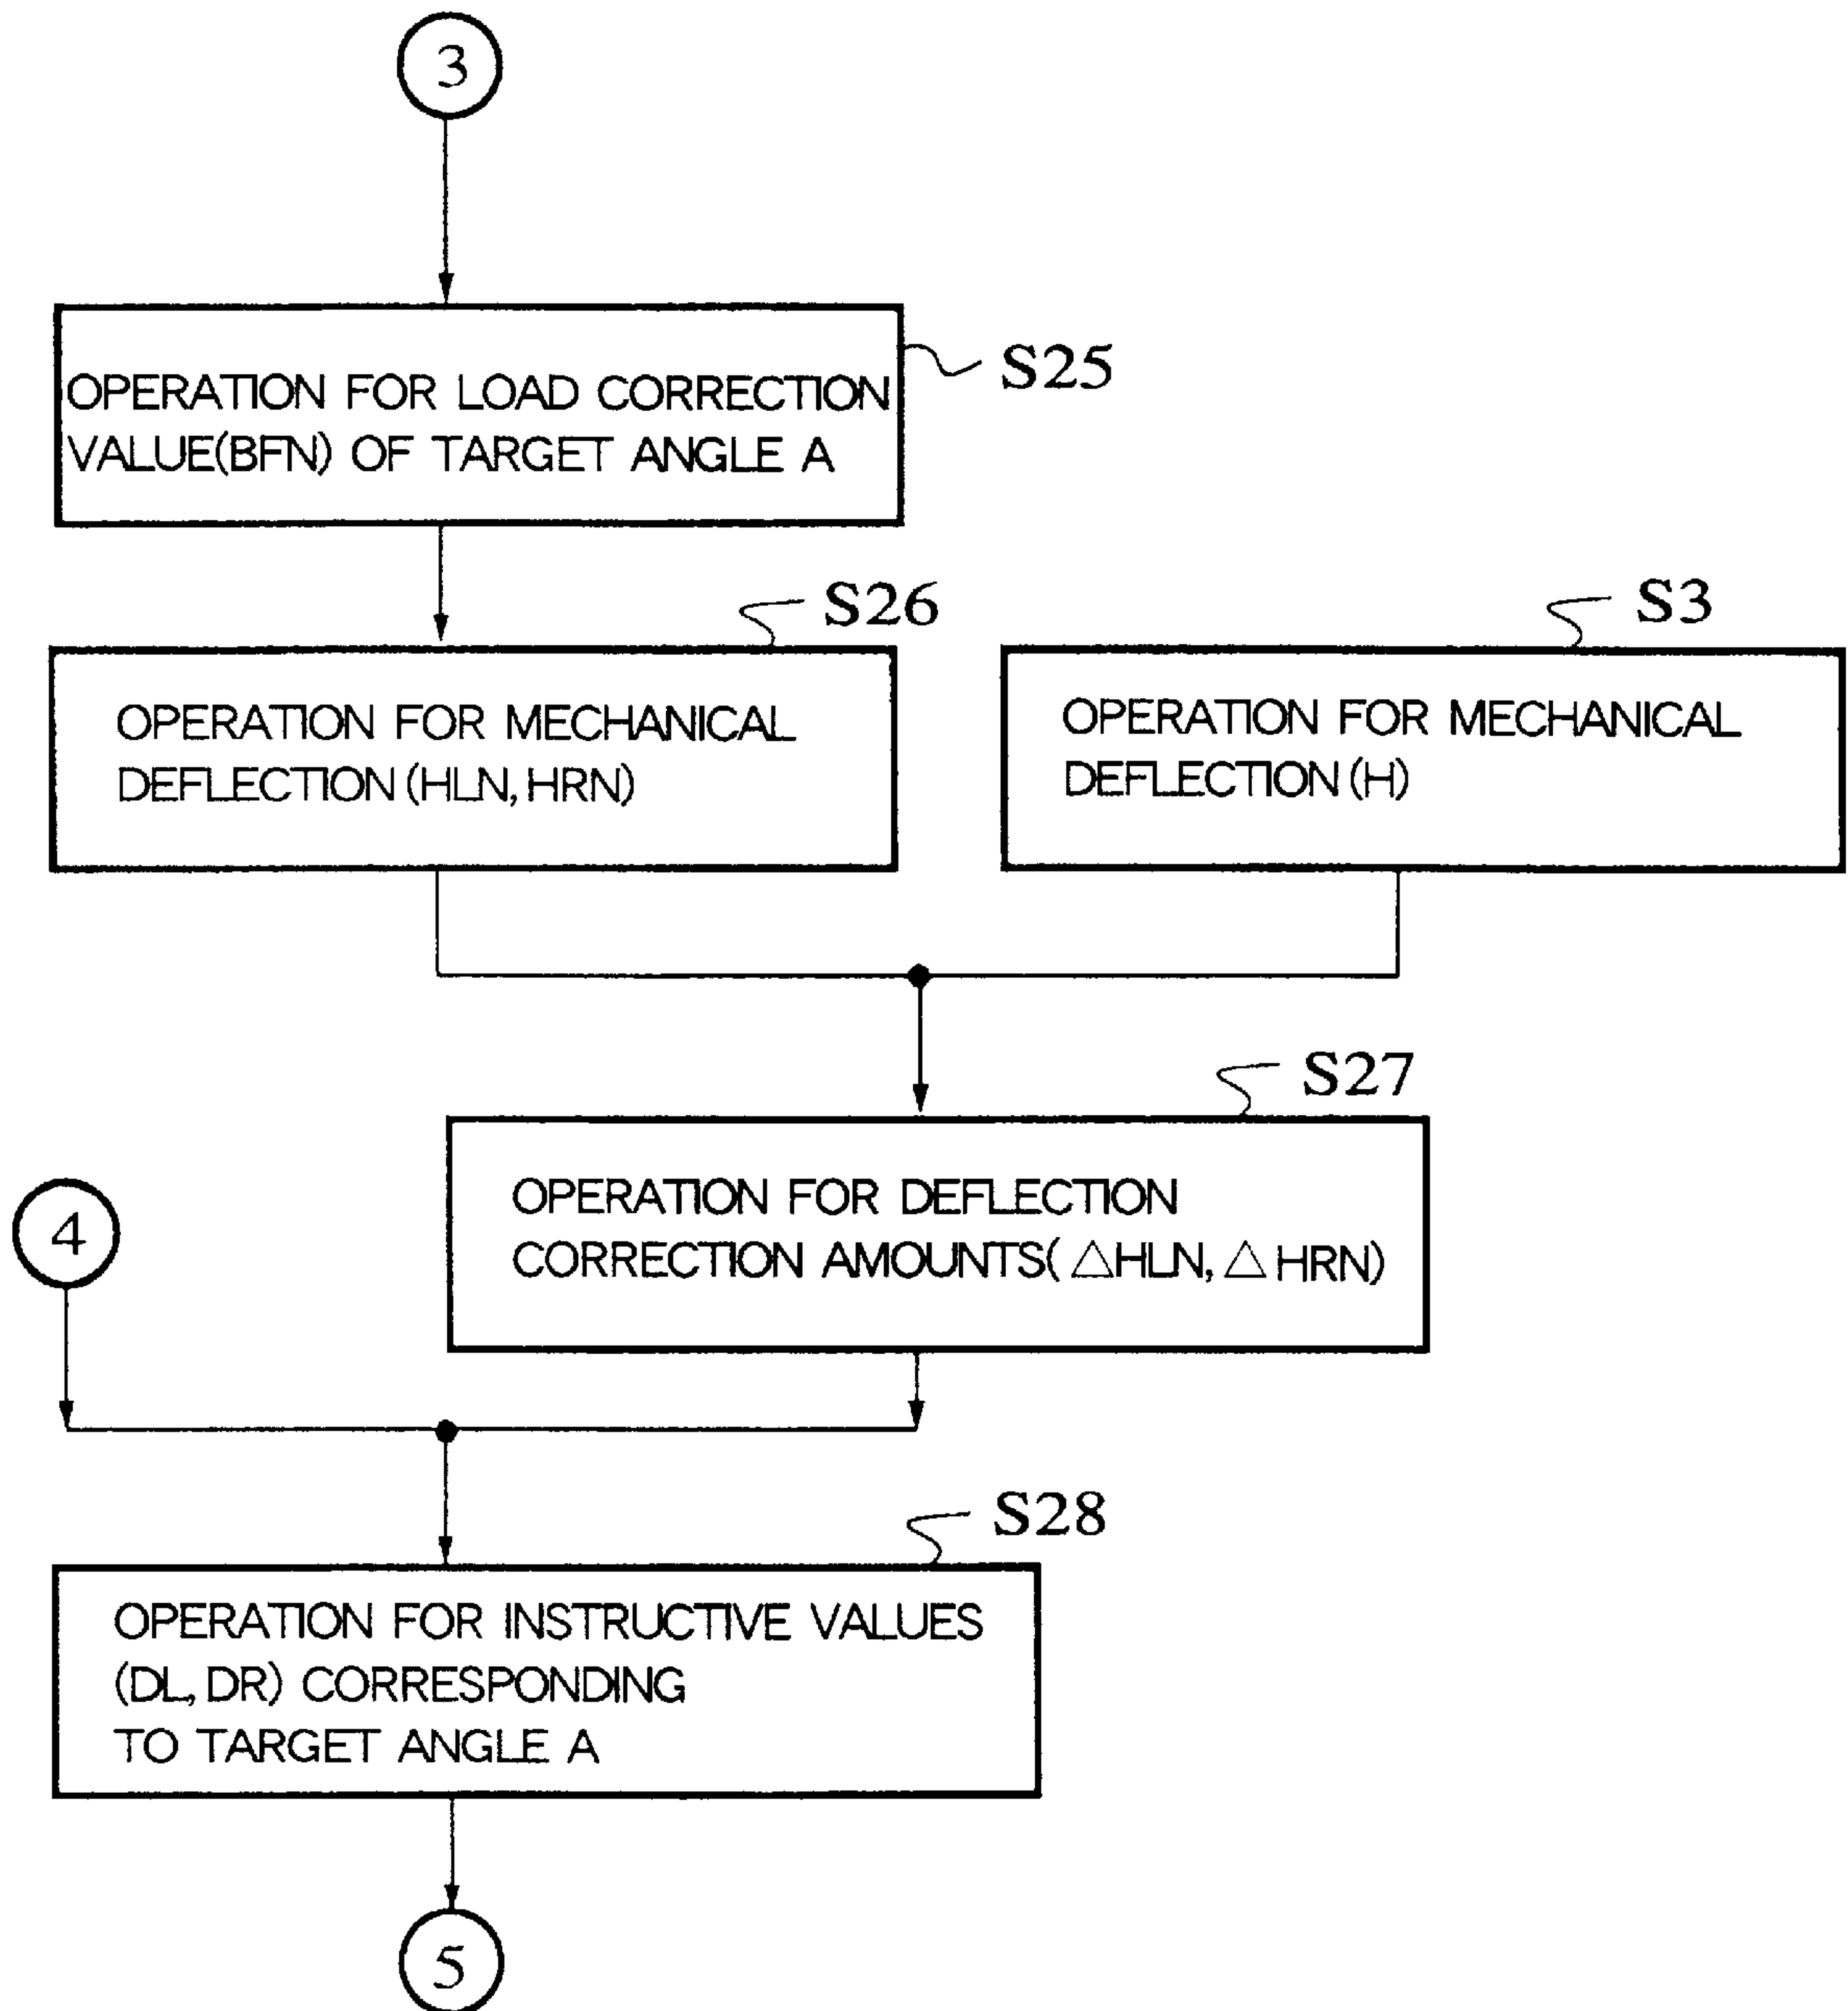 3
S25
OPERATION FOR LOAD CORRECTION
VALUE(BFN) OF TARGET ANGLE A
S26
OPERATION FOR MECHANICAL
DEFLECTION (HLN, HRN)
S3
OPERATION FOR MECHANICAL
DEFLECTION (H)
S27
OPERATION FOR DEFLECTION
CORRECTION AMOUNTS( △HLN, △ HRN)
4
S28
OPERATION FOR INSTRUCTIVE VALUES
(DL, DR) CORRESPONDING
TO TARGET ANGLE A
5